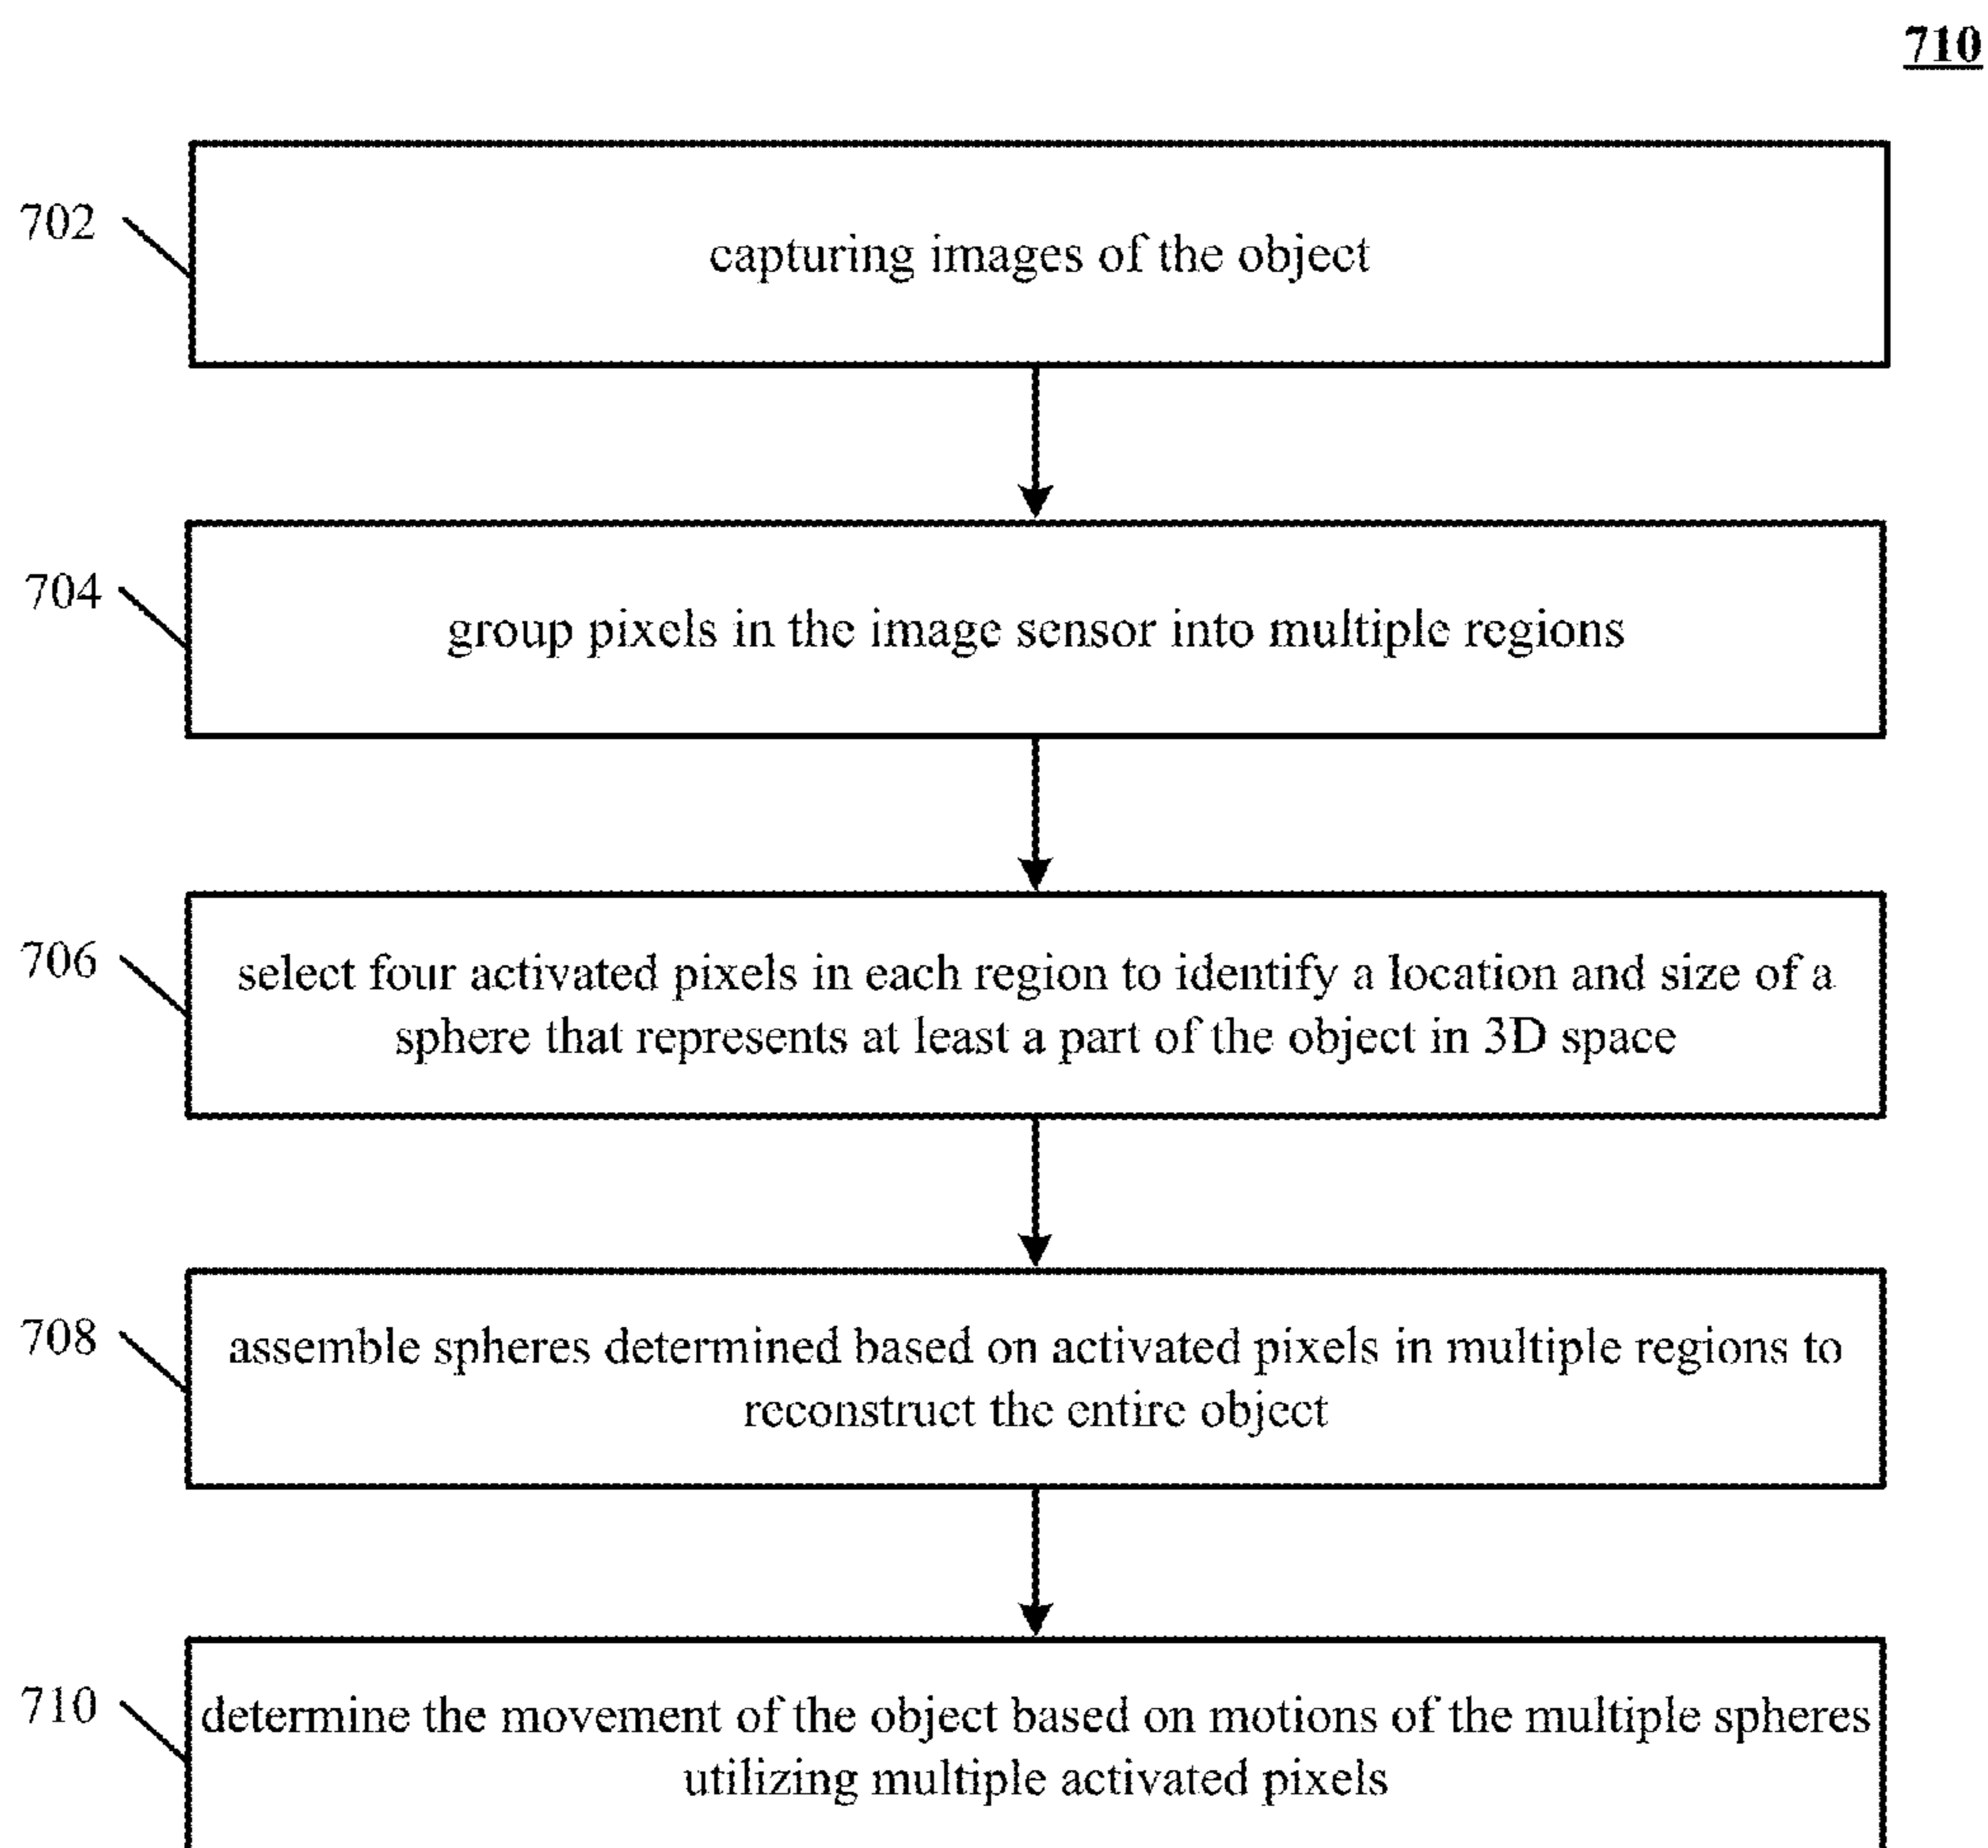 710
702
capturing images of the object
704
group pixels in the image sensor into multiple regions
706
select four activated pixels in each region to identify a location and size of a
sphere that represents at least a part of the object in 3D space
708
assemble spheres determined based on activated pixels in multiple regions to
reconstruct the entire object
710
determine the movement of the object based on motions of the multiple spheres
utilizing multiple activated pixels